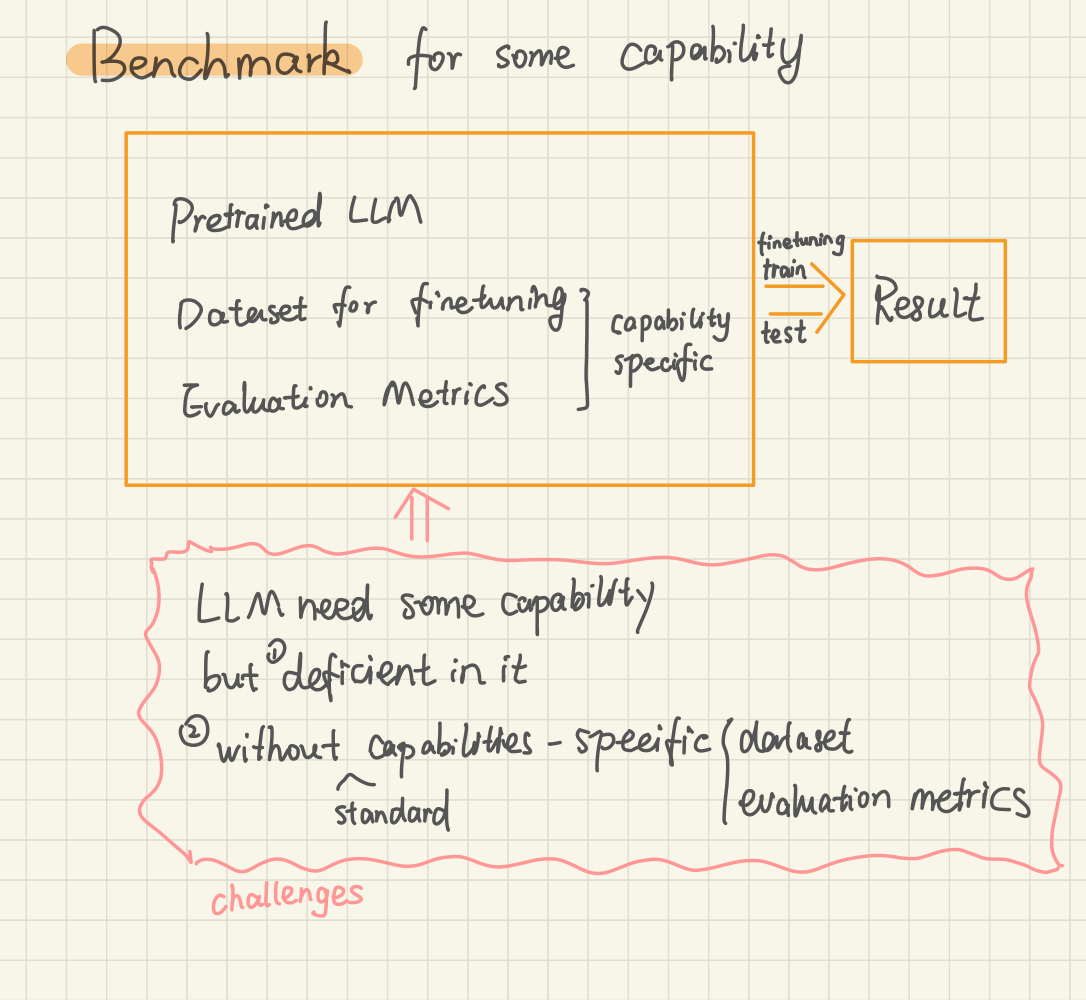 Benchmark for some capability
Pretrained LLM
Dataset for finetuning
Evaluation Metrics
capability
specific
finetuning
train
test
Result
LLM need some capability
but ① deficient in it
② without capabilities - specific
standard
dataset
evaluation metrics
challenges